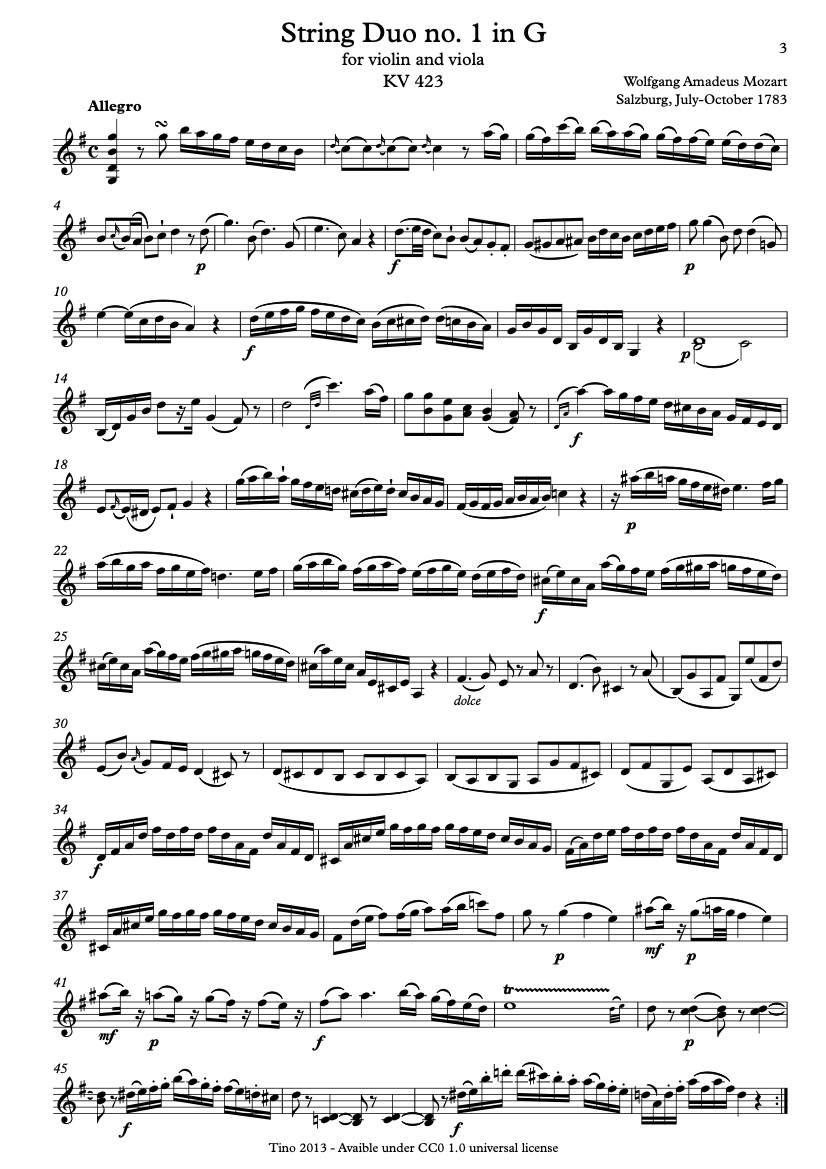 String Duo no. 1 in G
3
for violin and viola
KV 423
Wolfgang Amadeus Mozart
Salzburg, July-October 1783
Allegro
4
p
f
p
10
f
p
14
f
18
p
22
f
25
dolce
30
34
f
37
p
mf
p
41
tr
mf
p
f
p
45
f
f
Tino 2013 - Avaible under CC0 1.0 universal license